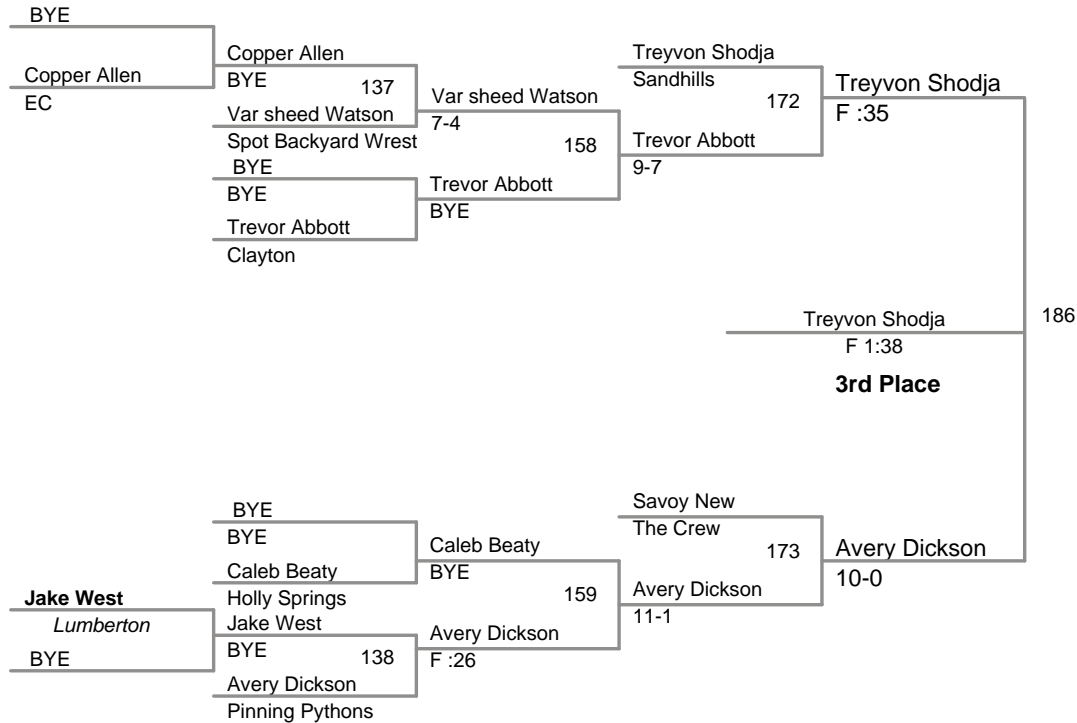 BYE
Copper Allen
EC
Copper Allen
BYE
137
Var sheed Watson
Spot Backyard Wrest
BYE
BYE
Trevor Abbott
Clayton
Var sheed Watson
7-4
158
Trevor Abbott
BYE
Treyvon Shodja
Sandhills
172
Trevor Abbott
9-7
Treyvon Shodja
F :35
186
Treyvon Shodja
F 1:38
3rd Place
BYE
BYE
Caleb Beaty
Holly Springs
Jake West
Lumberton
BYE
Jake West
BYE
138
Avery Dickson
Pinning Pythons
Caleb Beaty
BYE
159
Avery Dickson
F :26
Savoy New
The Crew
173
Avery Dickson
11-1
Avery Dickson
10-0